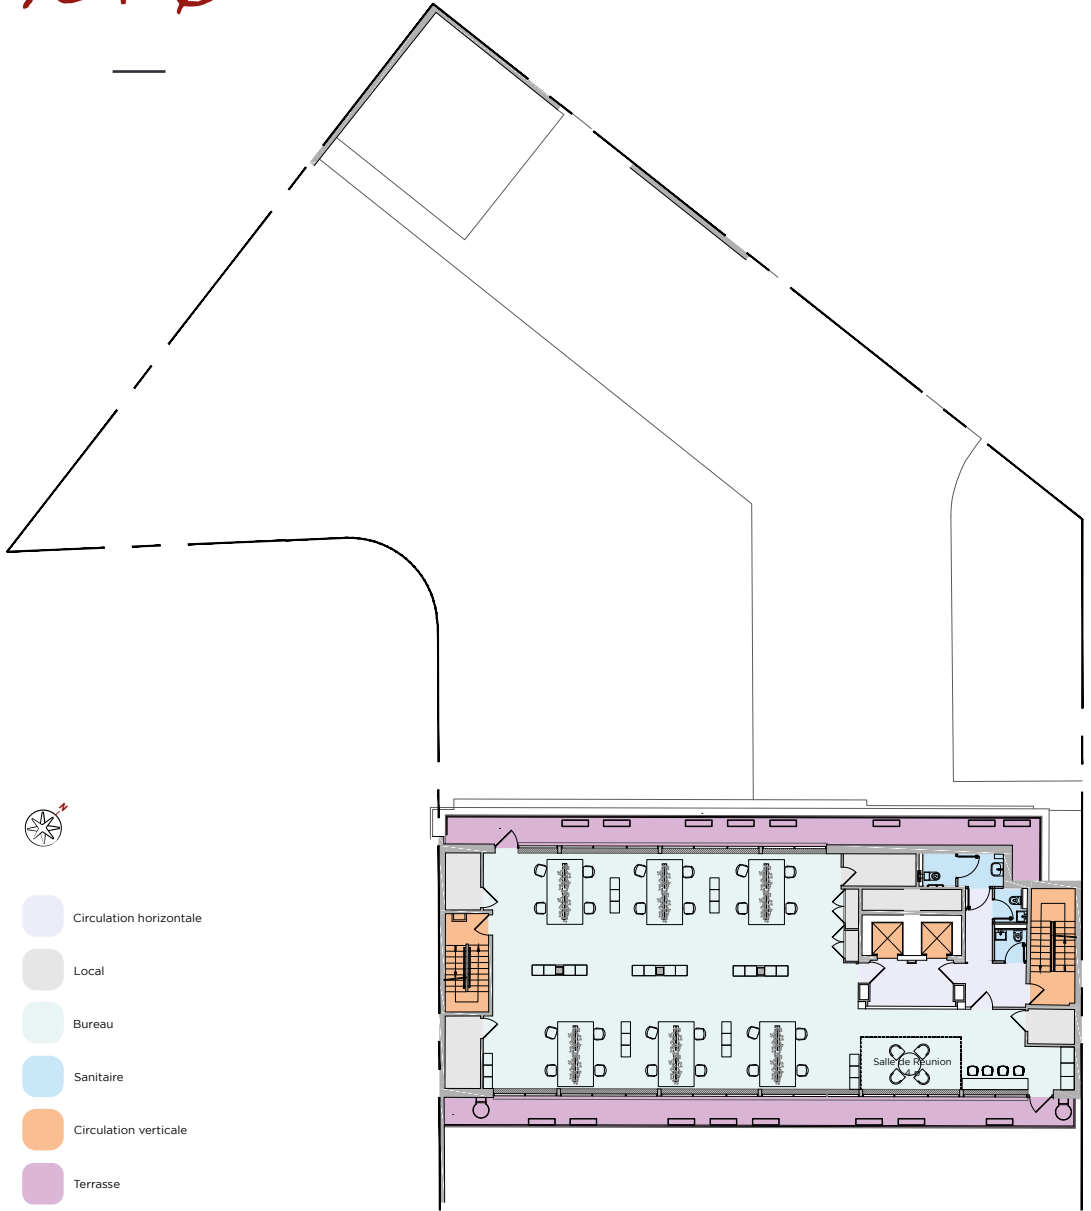 N
Circulation horizontale
Local
Bureau
Sanitaire
Circulation verticale
Terrasse
Salle de Réunion